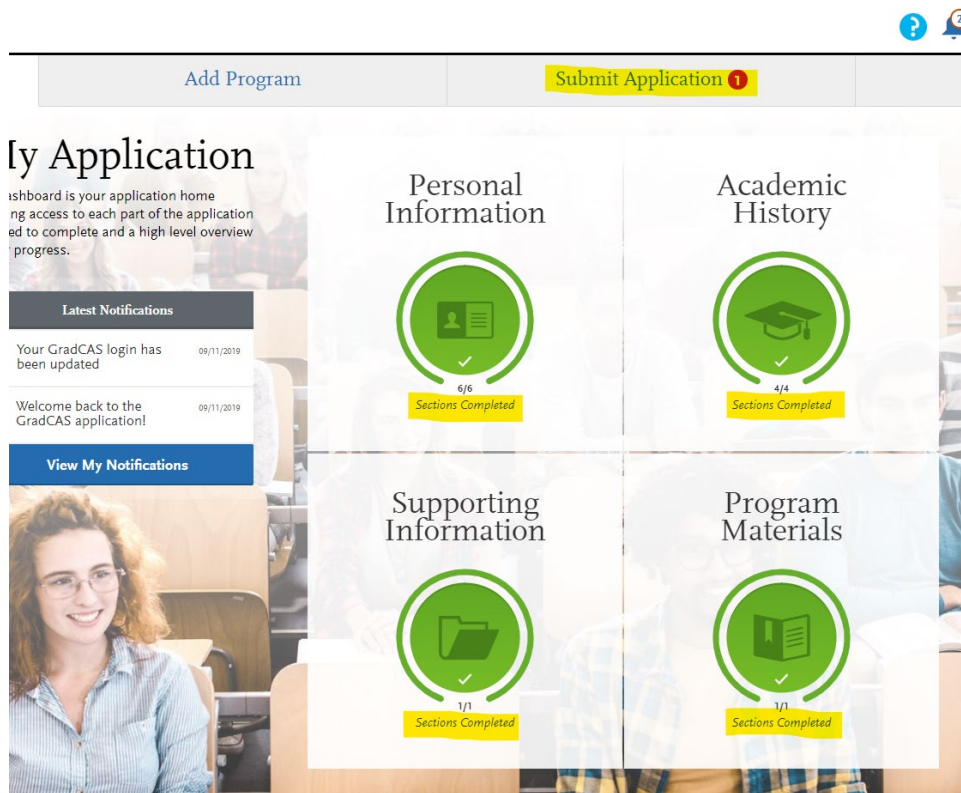 ?
2
Add Program
Submit Application 1
ly Application
ashboard is your application home
ng access to each part of the application
ed to complete and a high level overview
progress.
Latest Notifications
Your GradCAS login has
been updated
09/11/2019
Welcome back to the
GradCAS application!
09/11/2019
View My Notifications
Personal
Information
6/6
Sections Completed
Academic
History
4/4
Sections Completed
Supporting
Information
1/1
Sections Completed
Program
Materials
1/1
Sections Completed